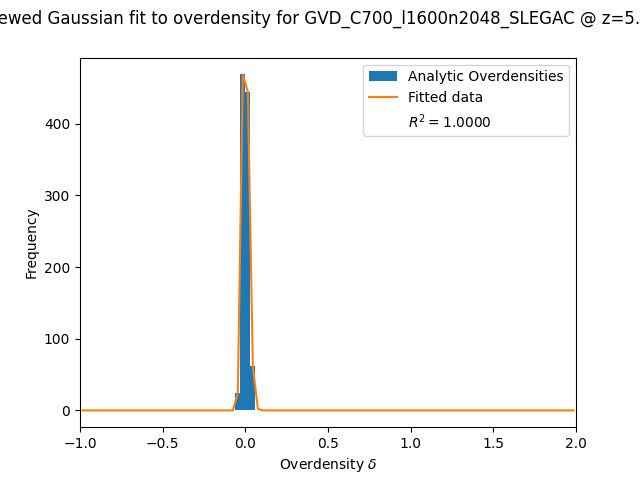 ewed Gaussian fit to overdensity for GVD_C700_l1600n2048_SLEGAC @ z=5.
Analytic Overdensities
Fitted data
R² = 1.0000
Frequency
400
300
200
100
0
−1.0 −0.5 0.0 0.5 1.0 1.5 2.0
Overdensity δ